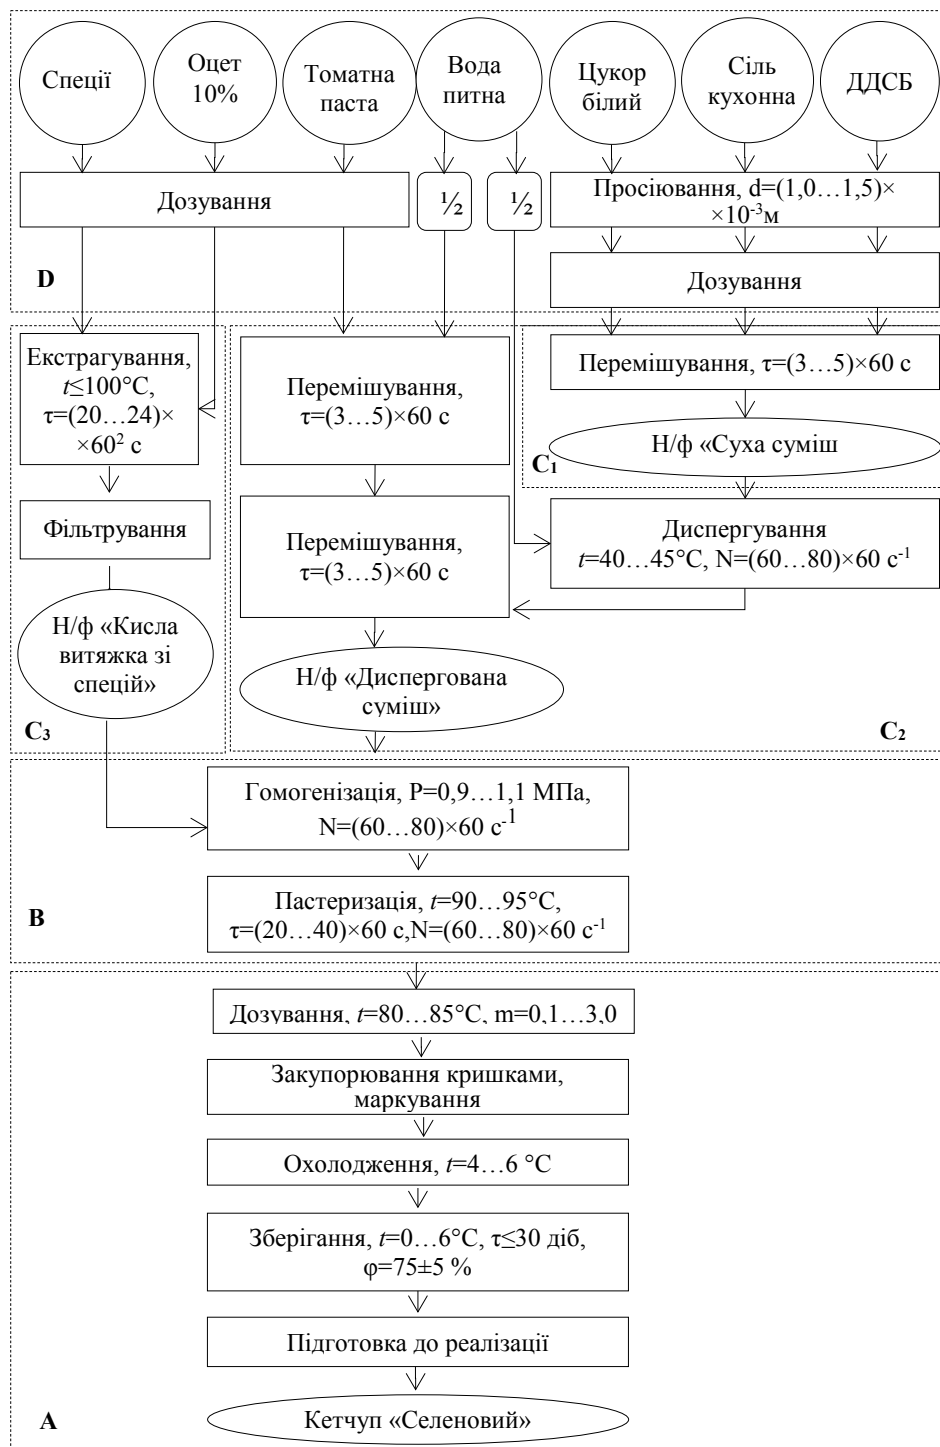 Спеції
Оцет
10%
Томатна
паста
Вода
питна
Цукор
білий
Сіль
кухонна
ДДСБ
Дозування
½
½
Просіювання, d=(1,0…1,5)×
×10⁻³м
D
Дозування
Екстрагування,
t≤100°C,
τ=(20…24)×
×60² с
Перемішування,
τ=(3…5)×60 с
Перемішування, τ=(3…5)×60 с
Н/ф «Суха суміш
C₁
Фільтрування
Перемішування,
τ=(3…5)×60 с
Диспергування
t=40…45°C, N=(60…80)×60 с⁻¹
Н/ф «Кисла
витяжка зі
спецій»
Н/ф «Диспергована
суміш»
C₃
C₂
Гомогенізація, Р=0,9…1,1 МПа,
N=(60…80)×60 с⁻¹
Пастеризація, t=90…95°C,
τ=(20…40)×60 с,N=(60…80)×60 с⁻¹
B
Дозування, t=80…85°C, m=0,1…3,0
Закупорювання кришками,
маркування
Охолодження, t=4…6 °C
Зберігання, t=0…6°C, τ≤30 діб,
φ=75±5 %
Підготовка до реалізації
Кетчуп «Селеновий»
A